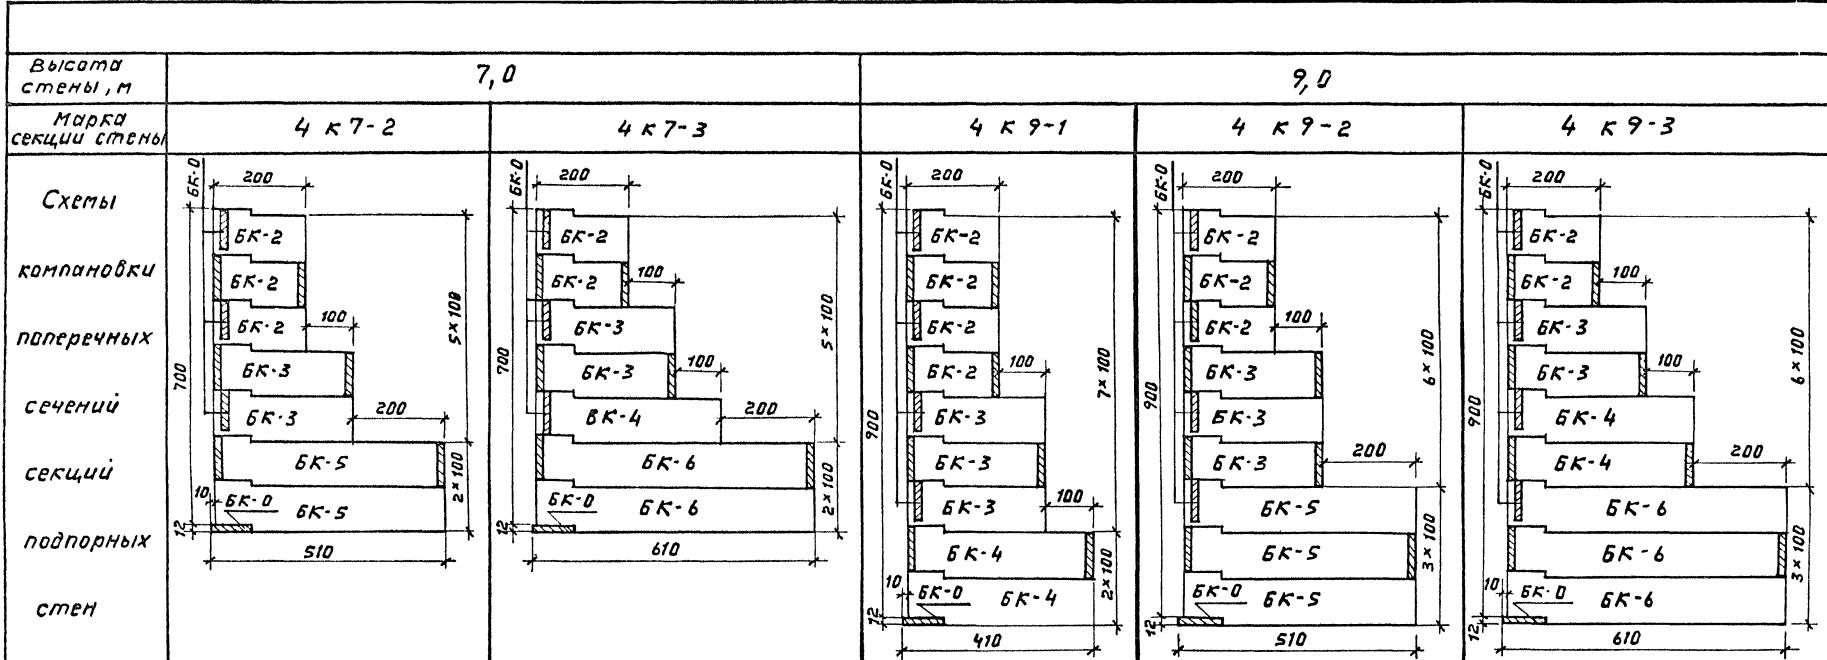 Высота
стены, м
7,0
9,0
Марка
секции стены
4 к 7-2
4 к 7-3
4 к 9-1
4 к 9-2
4 к 9-3
Схемы
компановки
поперечных
сечений
секций
подпорных
стен
БК-0
200
БК-2
БК-2
100
БК-2
БК-3
200
БК-3
БК-5
10
БК-0
БК-5
12
510
700
5×100
2×100
БК-0
200
БК-2
БК-2
100
БК-3
БК-3
100
ВК-4
200
БК-6
БК-0
БК-6
12
610
700
5×100
2×100
БК-0
200
БК-2
БК-2
БК-2
БК-2
100
БК-3
БК-3
БК-3
100
БК-4
10
БК-0
БК-4
12
410
900
7×100
2×100
БК-0
200
БК-2
БК-2
БК-2
100
БК-3
БК-3
БК-3
200
БК-5
БК-5
БК-0
БК-5
12
510
900
6×100
3×100
БК-0
200
БК-2
БК-2
100
БК-3
БК-3
100
БК-4
БК-4
200
БК-6
БК-6
10
БК-0
БК-6
12
610
900
6×100
3×100